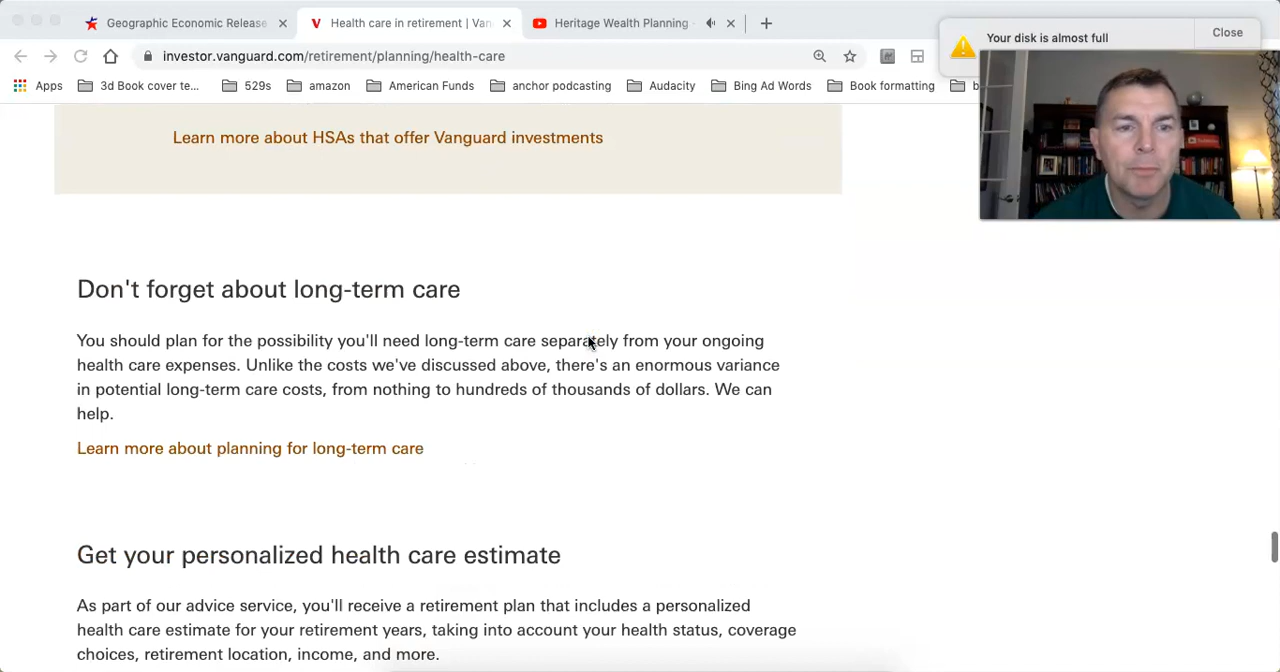 Geographic Economic Release
Health care in retirement | Van
Heritage Wealth Planning
Your disk is almost full
Close
investor.vanguard.com/retirement/planning/health-care
Apps
3d Book cover te...
529s
amazon
American Funds
anchor podcasting
Audacity
Bing Ad Words
Book formatting
b
Learn more about HSAs that offer Vanguard investments
Don't forget about long-term care
You should plan for the possibility you'll need long-term care separately from your ongoing
health care expenses. Unlike the costs we've discussed above, there's an enormous variance
in potential long-term care costs, from nothing to hundreds of thousands of dollars. We can
help.
Learn more about planning for long-term care
Get your personalized health care estimate
As part of our advice service, you'll receive a retirement plan that includes a personalized
health care estimate for your retirement years, taking into account your health status, coverage
choices, retirement location, income, and more.